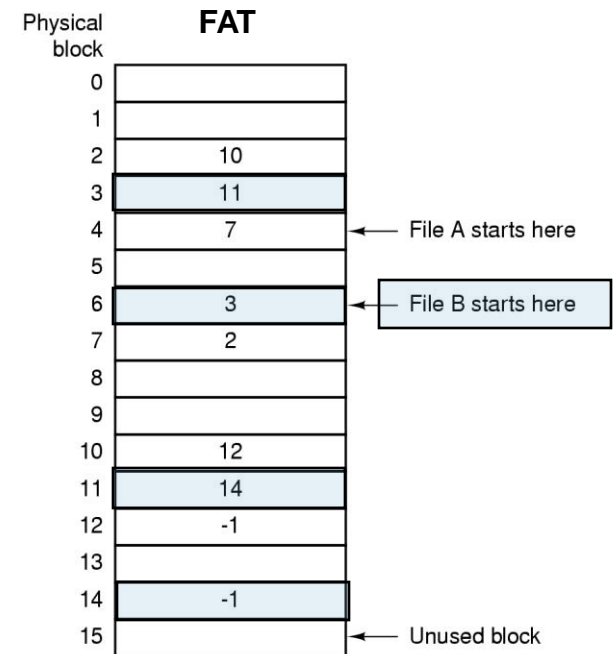 Physical
block
FAT
0
1
2 10
3 11
4 7 File A starts here
5
6 3 File B starts here
7 2
8
9
10 12
11 14
12 -1
13
14 -1
15 Unused block